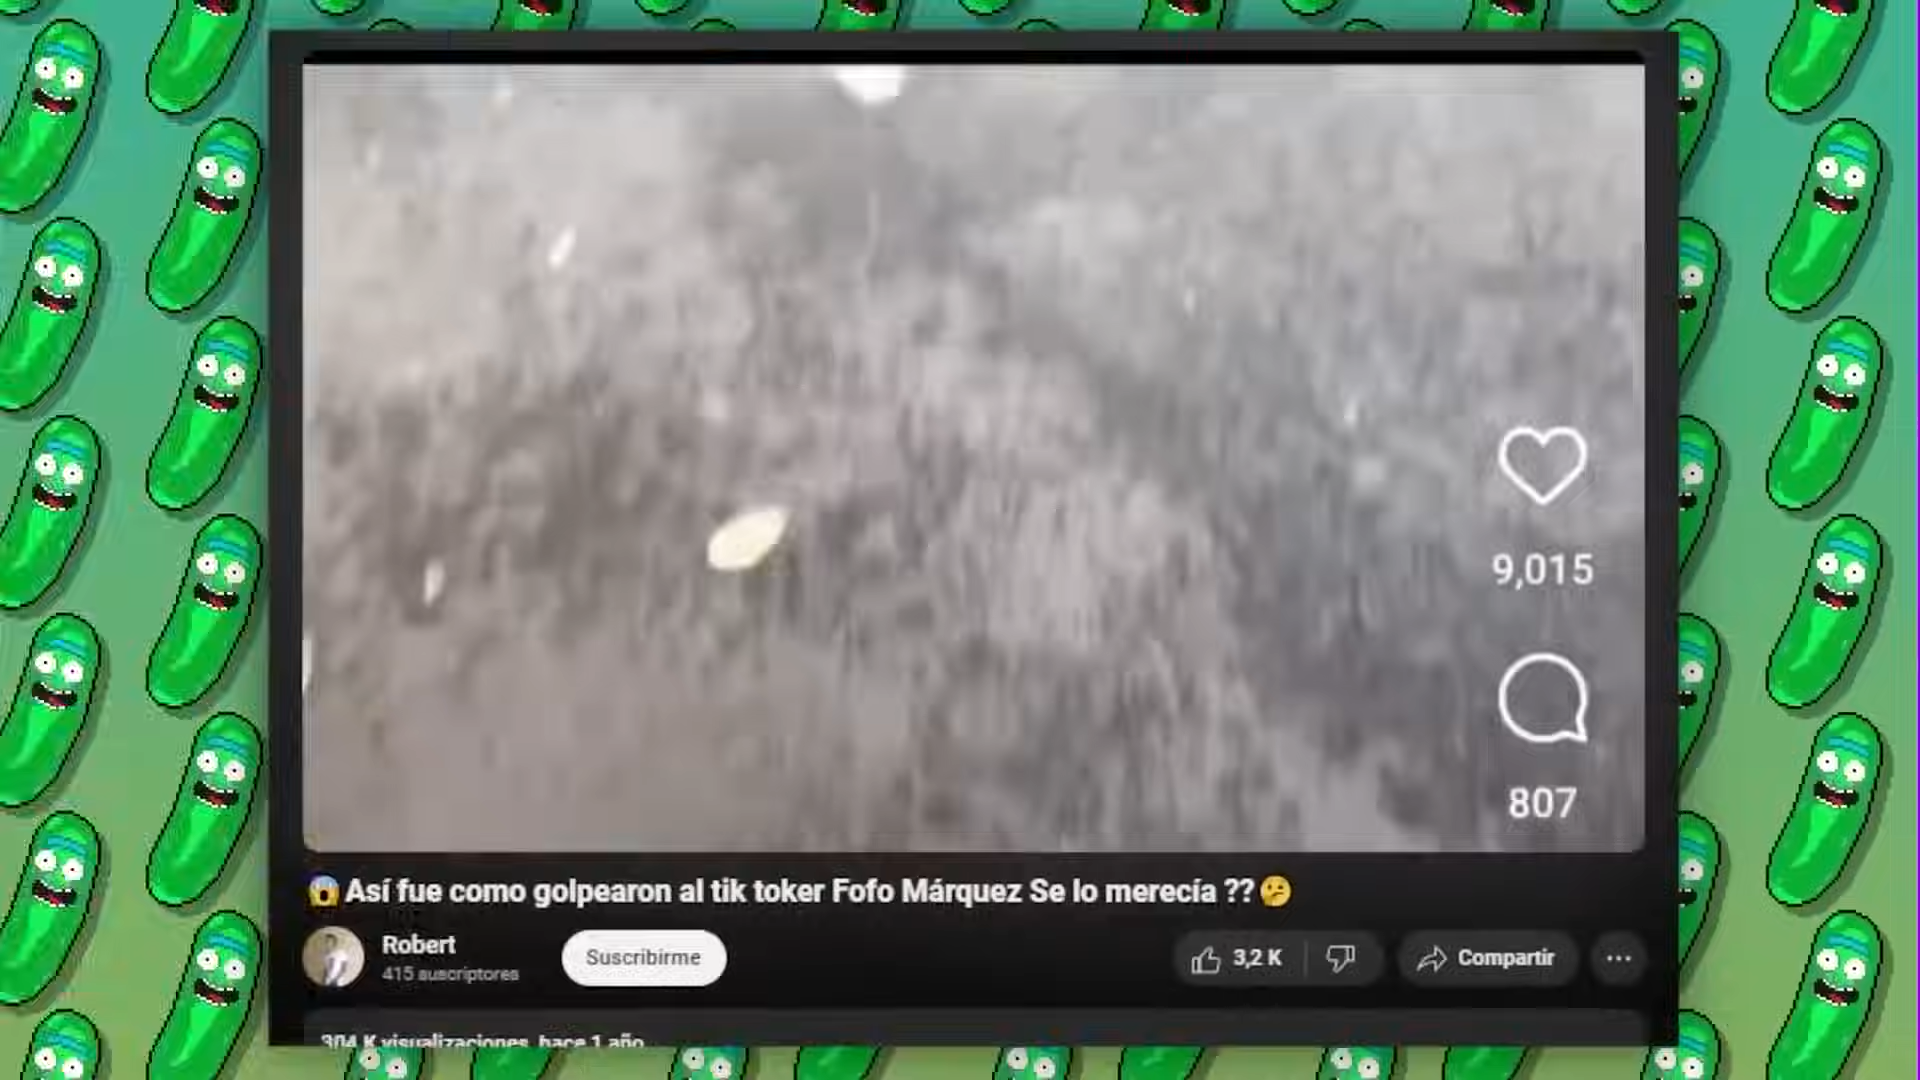 9,015
807
😱 Así fue como golpearon al tik toker Fofo Márquez Se lo merecía ??🫤
Robert
415 suscriptores
Suscribirme
3,2 K
Compartir
304 K visualizaciones hace 1 año